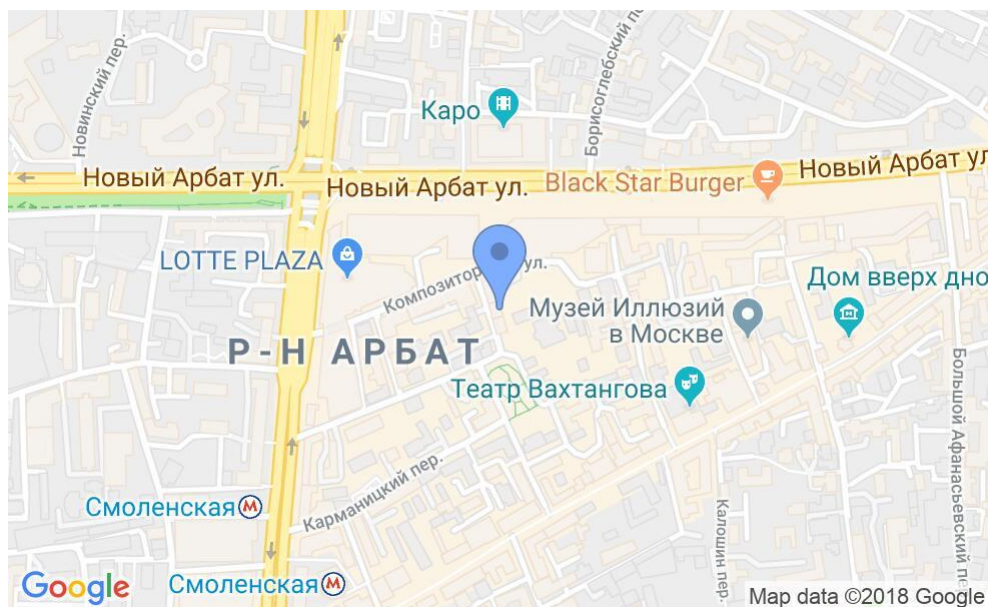 Новинский пер.
Борисоглебский пе
Каро
Новый Арбат ул.
Новый Арбат ул.
Black Star Burger
Новый Арбат ул
LOTTE PLAZA
Композиторс ул.
Дом вверх дно
Музей Иллюзий
в Москве
Р-Н АРБАТ
Театр Вахтангова
Большой Афанасьевский пер
Карманицкий пер.
Калошин пер.
Смоленская М
Смоленская М
Google
Map data ©2018 Google